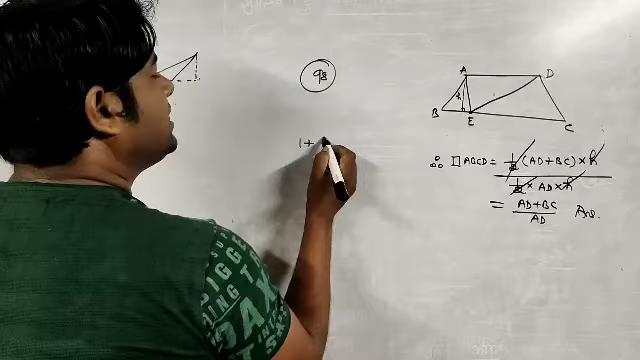 98
1+
A D
h
B E C
∴ □ABCD = ½ (AD+BC) × h
½ × AD × h
= AD+BC
AD
Ans.